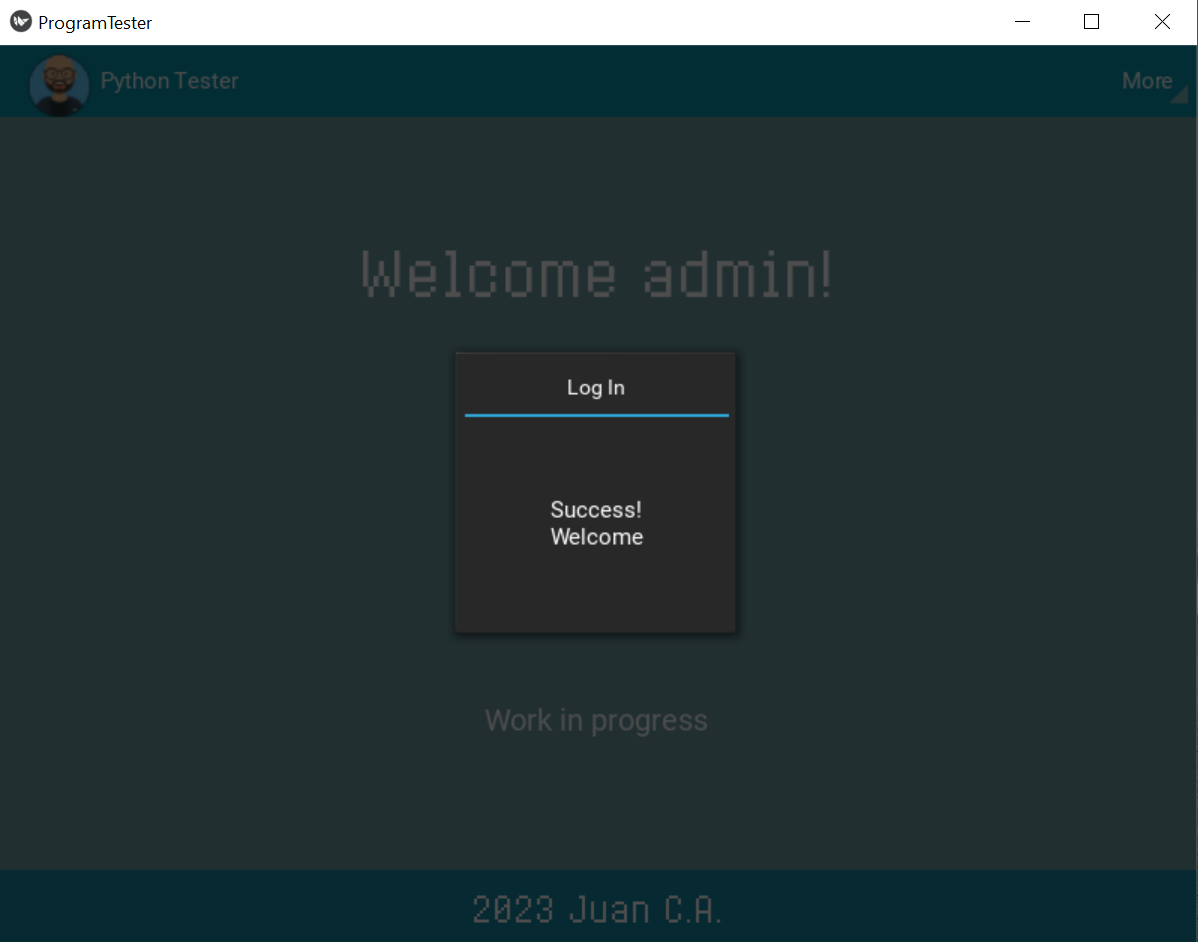 ProgramTester
Python Tester
More
Welcome admin!
Log In
Success!
Welcome
Work in progress
2023 Juan C.A.